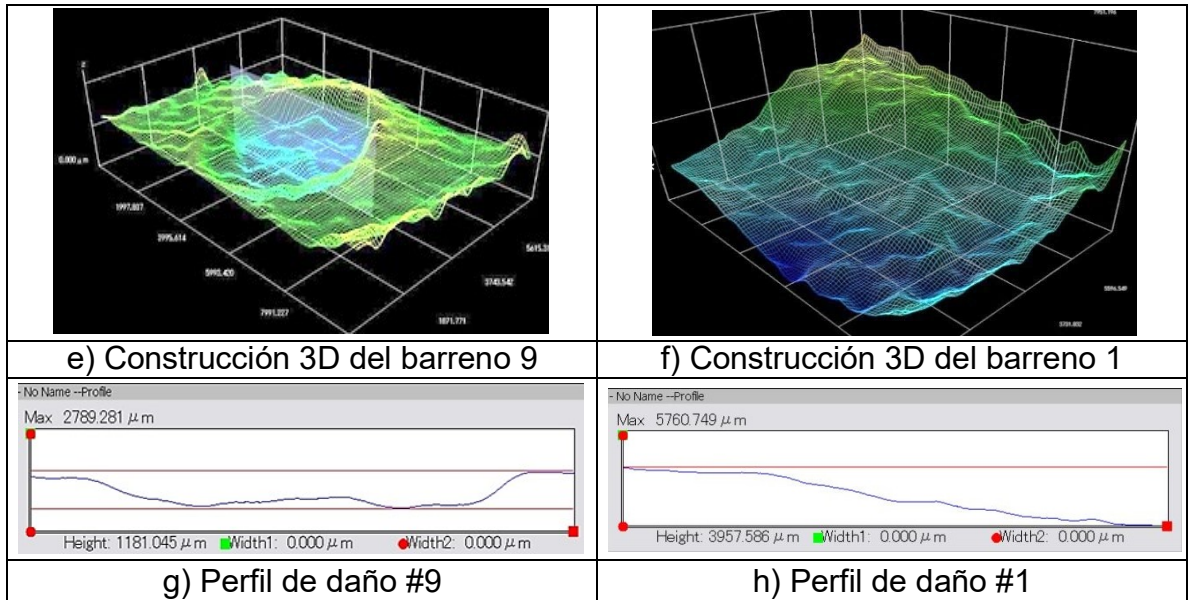 0.000 μm
1997.807
3995.614
5993.420
7991.227
1871.771
3743.542
e) Construcción 3D del barreno 9
f) Construcción 3D del barreno 1
- No Name --Profile
Max 2789.281 μm
Height: 1181.045 μm Width1: 0.000 μm Width2: 0.000 μm
- No Name --Profile
Max 5760.749 μm
Height: 3957.586 μm Width1: 0.000 μm Width2: 0.000 μm
g) Perfil de daño #9
h) Perfil de daño #1